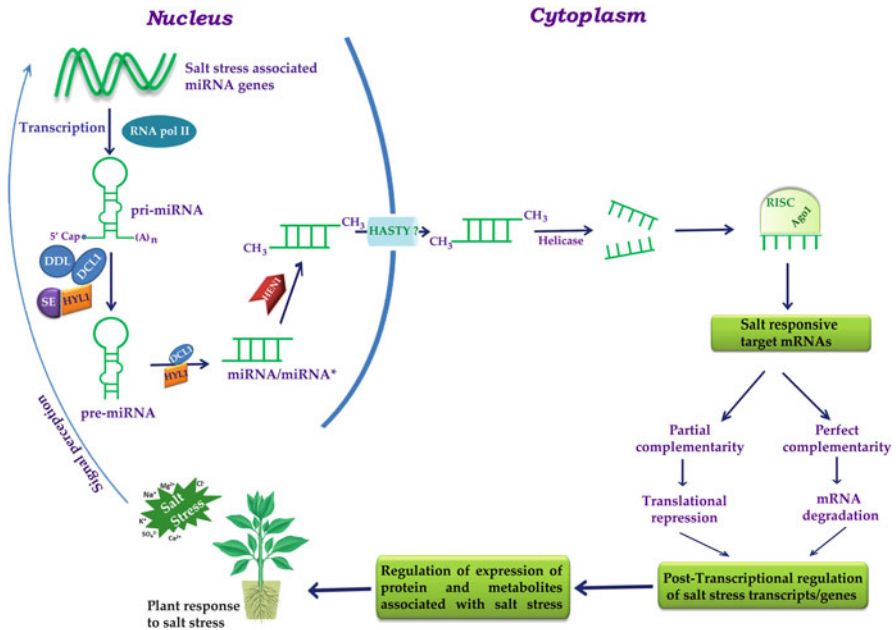 Nucleus
Cytoplasm
Salt stress associated
miRNA genes
Transcription
RNA pol II
pri-miRNA
5' Cap
(A)n
DDL
DCL1
SE
HYL1
pre-miRNA
DCL1
HYL1
miRNA/miRNA*
HEN1
CH3
CH3
HASTY ?
CH3
CH3
Helicase
RISC
Ago1
Salt responsive
target mRNAs
Partial
complementarity
Perfect
complementarity
Translational
repression
mRNA
degradation
Post-Transcriptional regulation
of salt stress transcripts/genes
Regulation of expression of
protein and metabolites
associated with salt stress
Plant response
to salt stress
Signal perception
Na+
Mg2+
Cl-
Salt
Stress
K+
SO42-
Ca2+